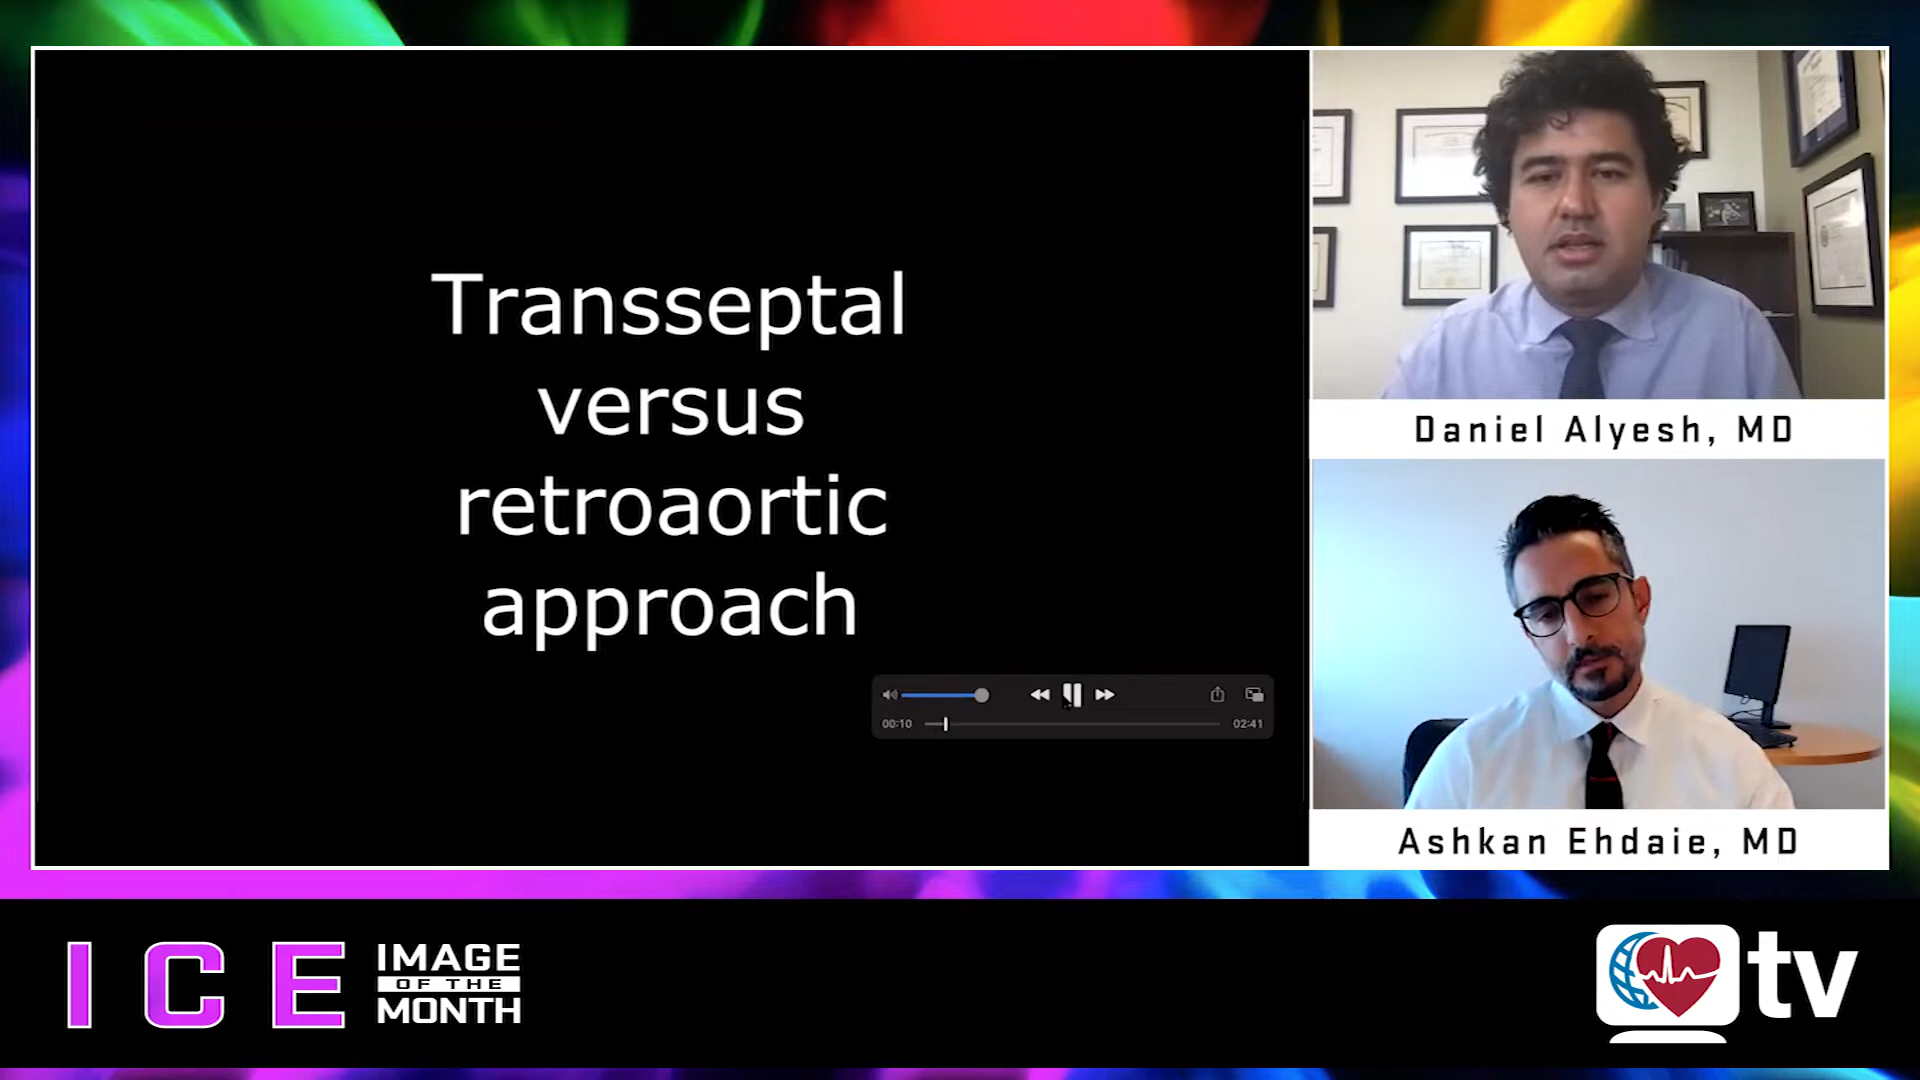 Transseptal
versus
retroaortic
approach
00:10
02:41
Daniel Alyesh, MD
Ashkan Ehdaie, MD
ICE
IMAGE
OF THE
MONTH
tv